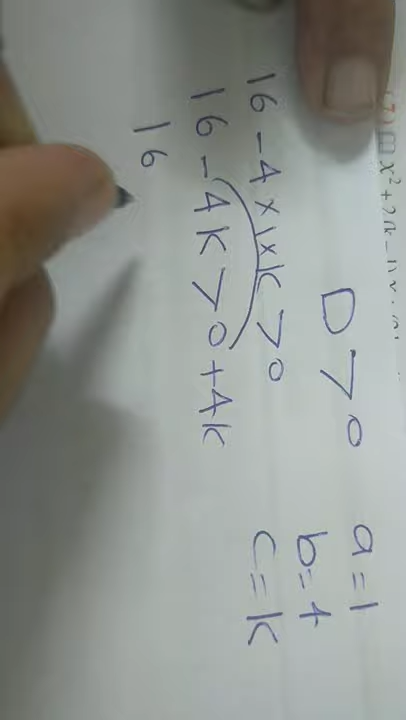 D > 0
a = 1
b = 4
c = k
16 - 4 × 1 × k > 0
16 - 4k > 0 + 4k
16